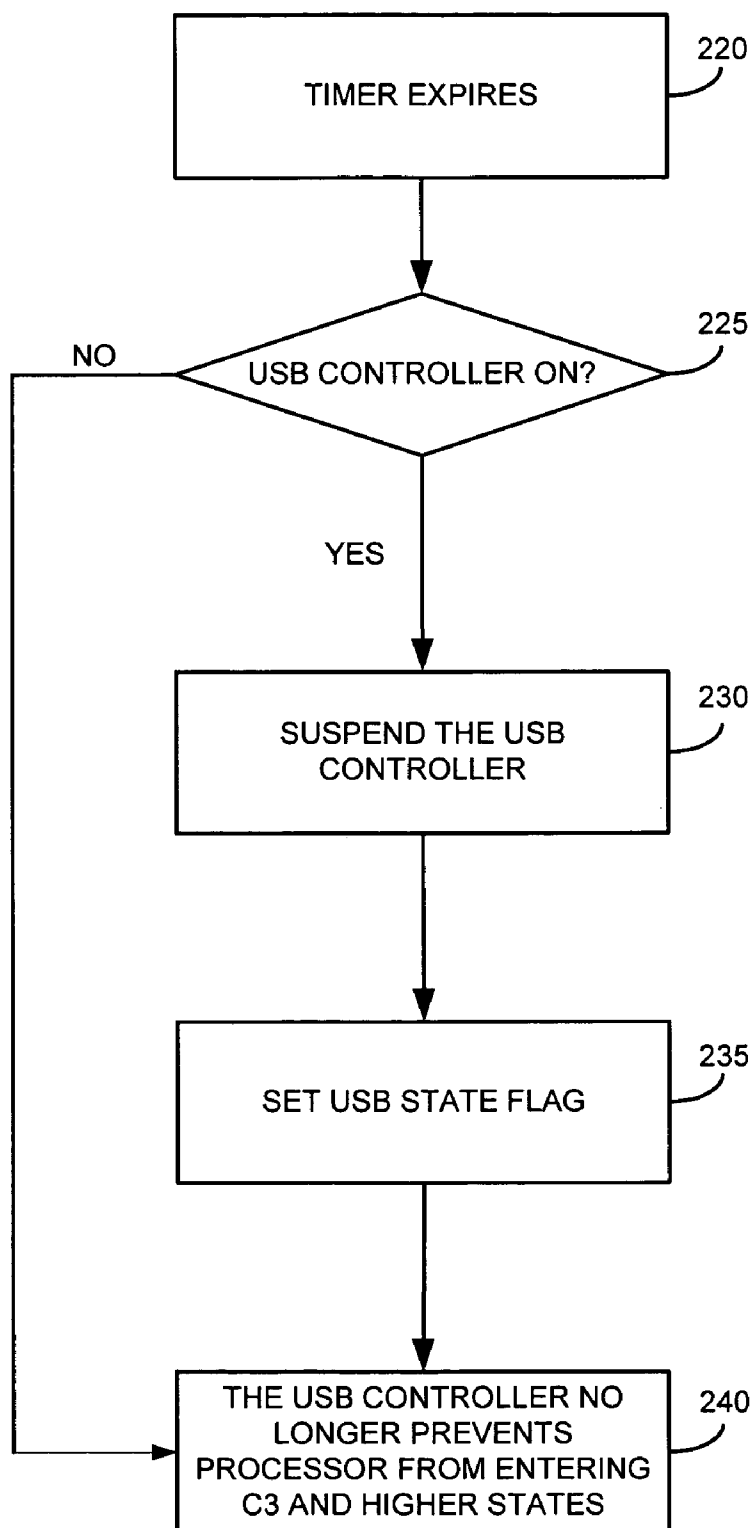 220
TIMER EXPIRES
225
NO
USB CONTROLLER ON?
YES
230
SUSPEND THE USB
CONTROLLER
235
SET USB STATE FLAG
240
THE USB CONTROLLER NO
LONGER PREVENTS
PROCESSOR FROM ENTERING
C3 AND HIGHER STATES